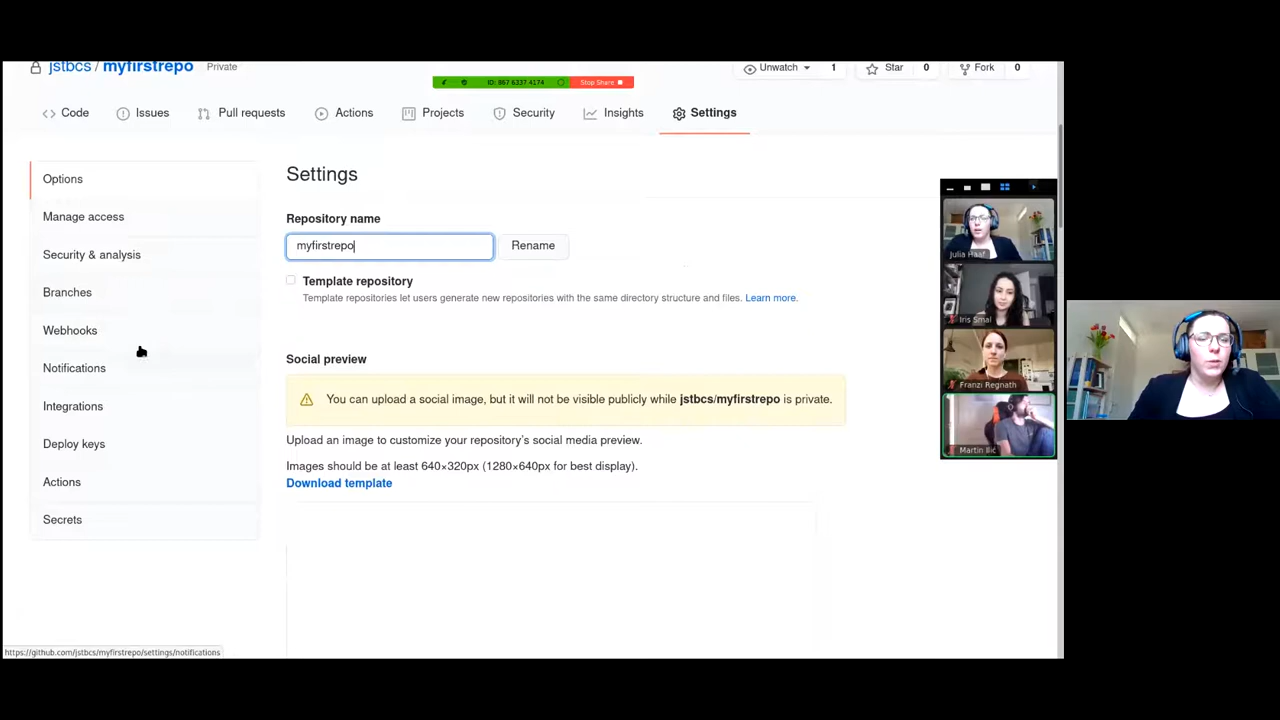 jstbcs / myfirstrepo Private
Unwatch 1 Star 0 Fork 0
ID: 867 6337 4174 Stop Share
Code Issues Pull requests Actions Projects Security Insights Settings
Options
Manage access
Security & analysis
Branches
Webhooks
Notifications
Integrations
Deploy keys
Actions
Secrets
Settings
Repository name
myfirstrepo Rename
Template repository
Template repositories let users generate new repositories with the same directory structure and files. Learn more.
Social preview
You can upload a social image, but it will not be visible publicly while jstbcs/myfirstrepo is private.
Upload an image to customize your repository's social media preview.
Images should be at least 640×320px (1280×640px for best display).
Download template
Julia Haaf
Iris Smal
Franzi Regnath
Martin Ilić
https://github.com/jstbcs/myfirstrepo/settings/notifications